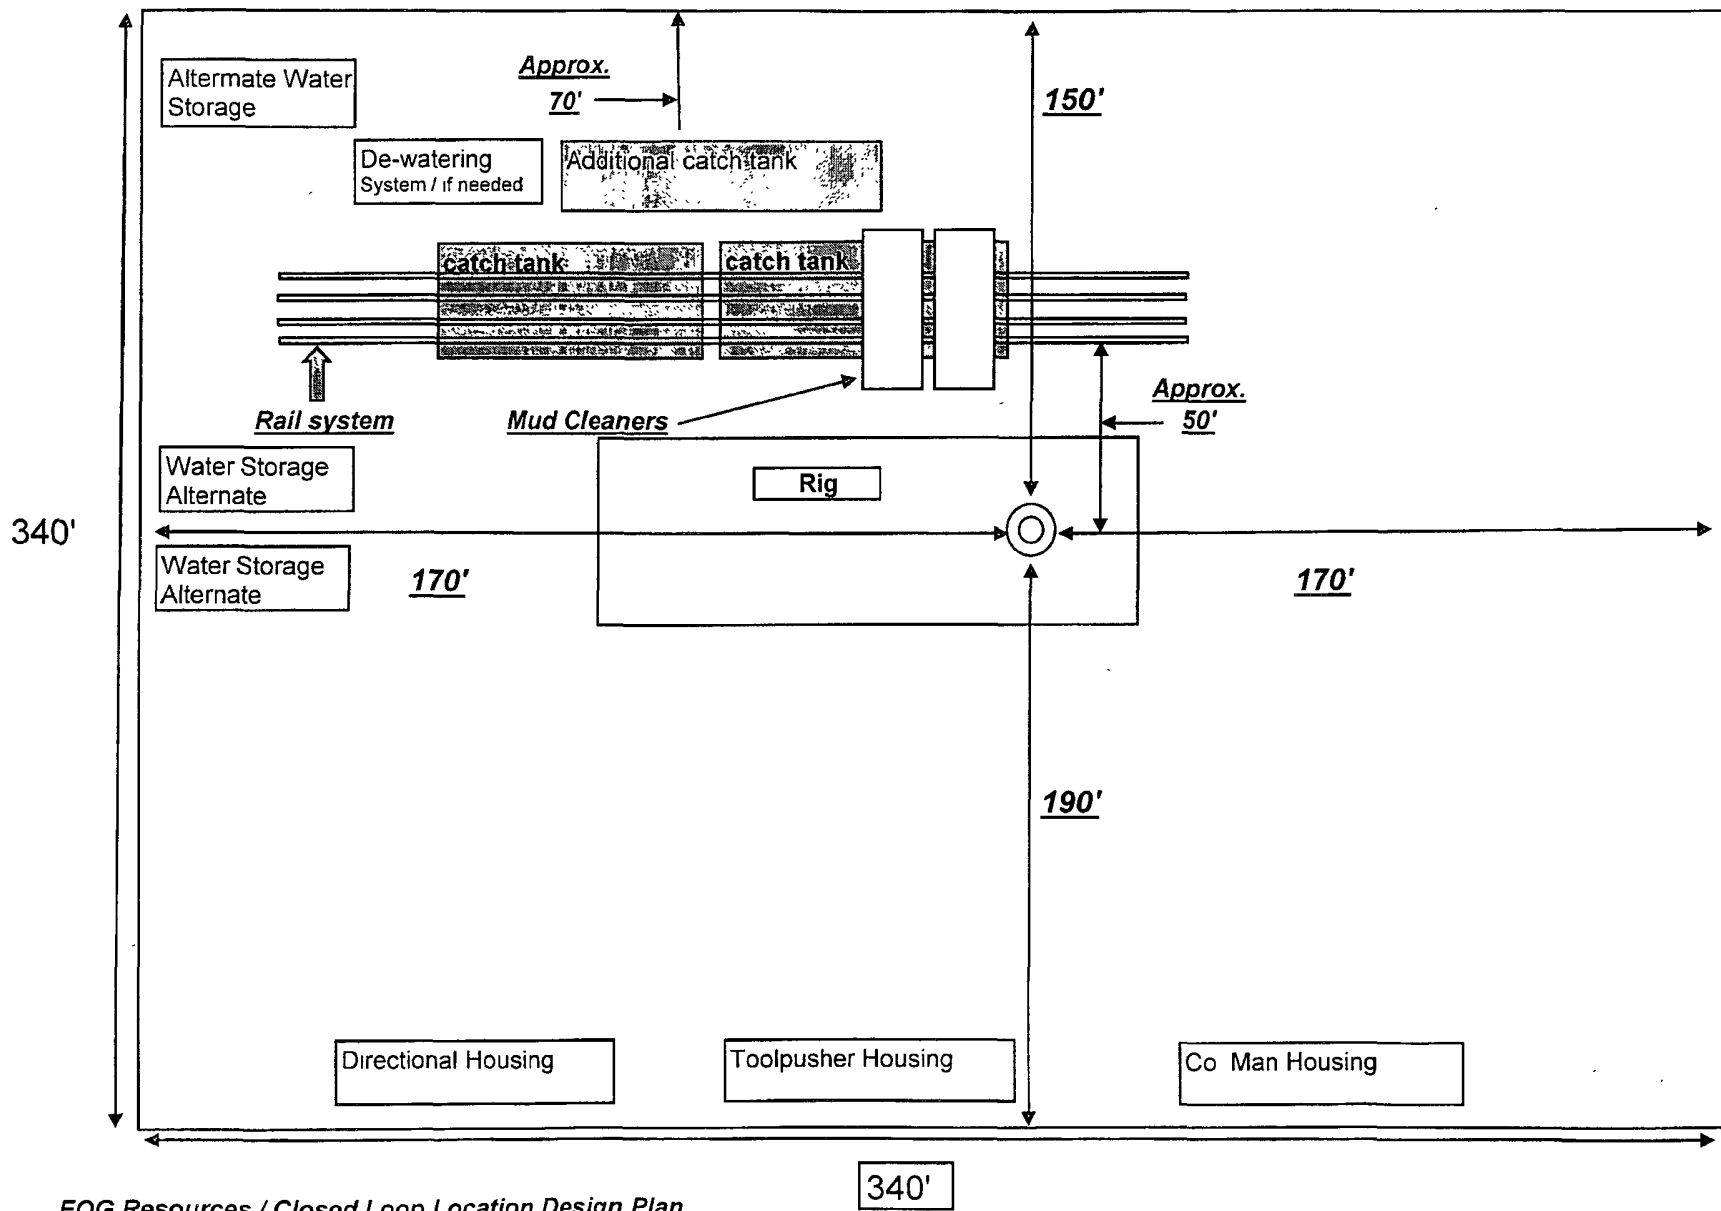 Altermate Water
Storage
Approx.
70'
150'
De-watering
System / if needed
Additional catch tank
catch tank
catch tank
Rail system
Mud Cleaners
Approx.
50'
Water Storage
Alternate
Rig
340'
Water Storage
Alternate
170'
170'
190'
Directional Housing
Toolpusher Housing
Co Man Housing
340'
EOG Resources / Closed Loop Location Design Plan